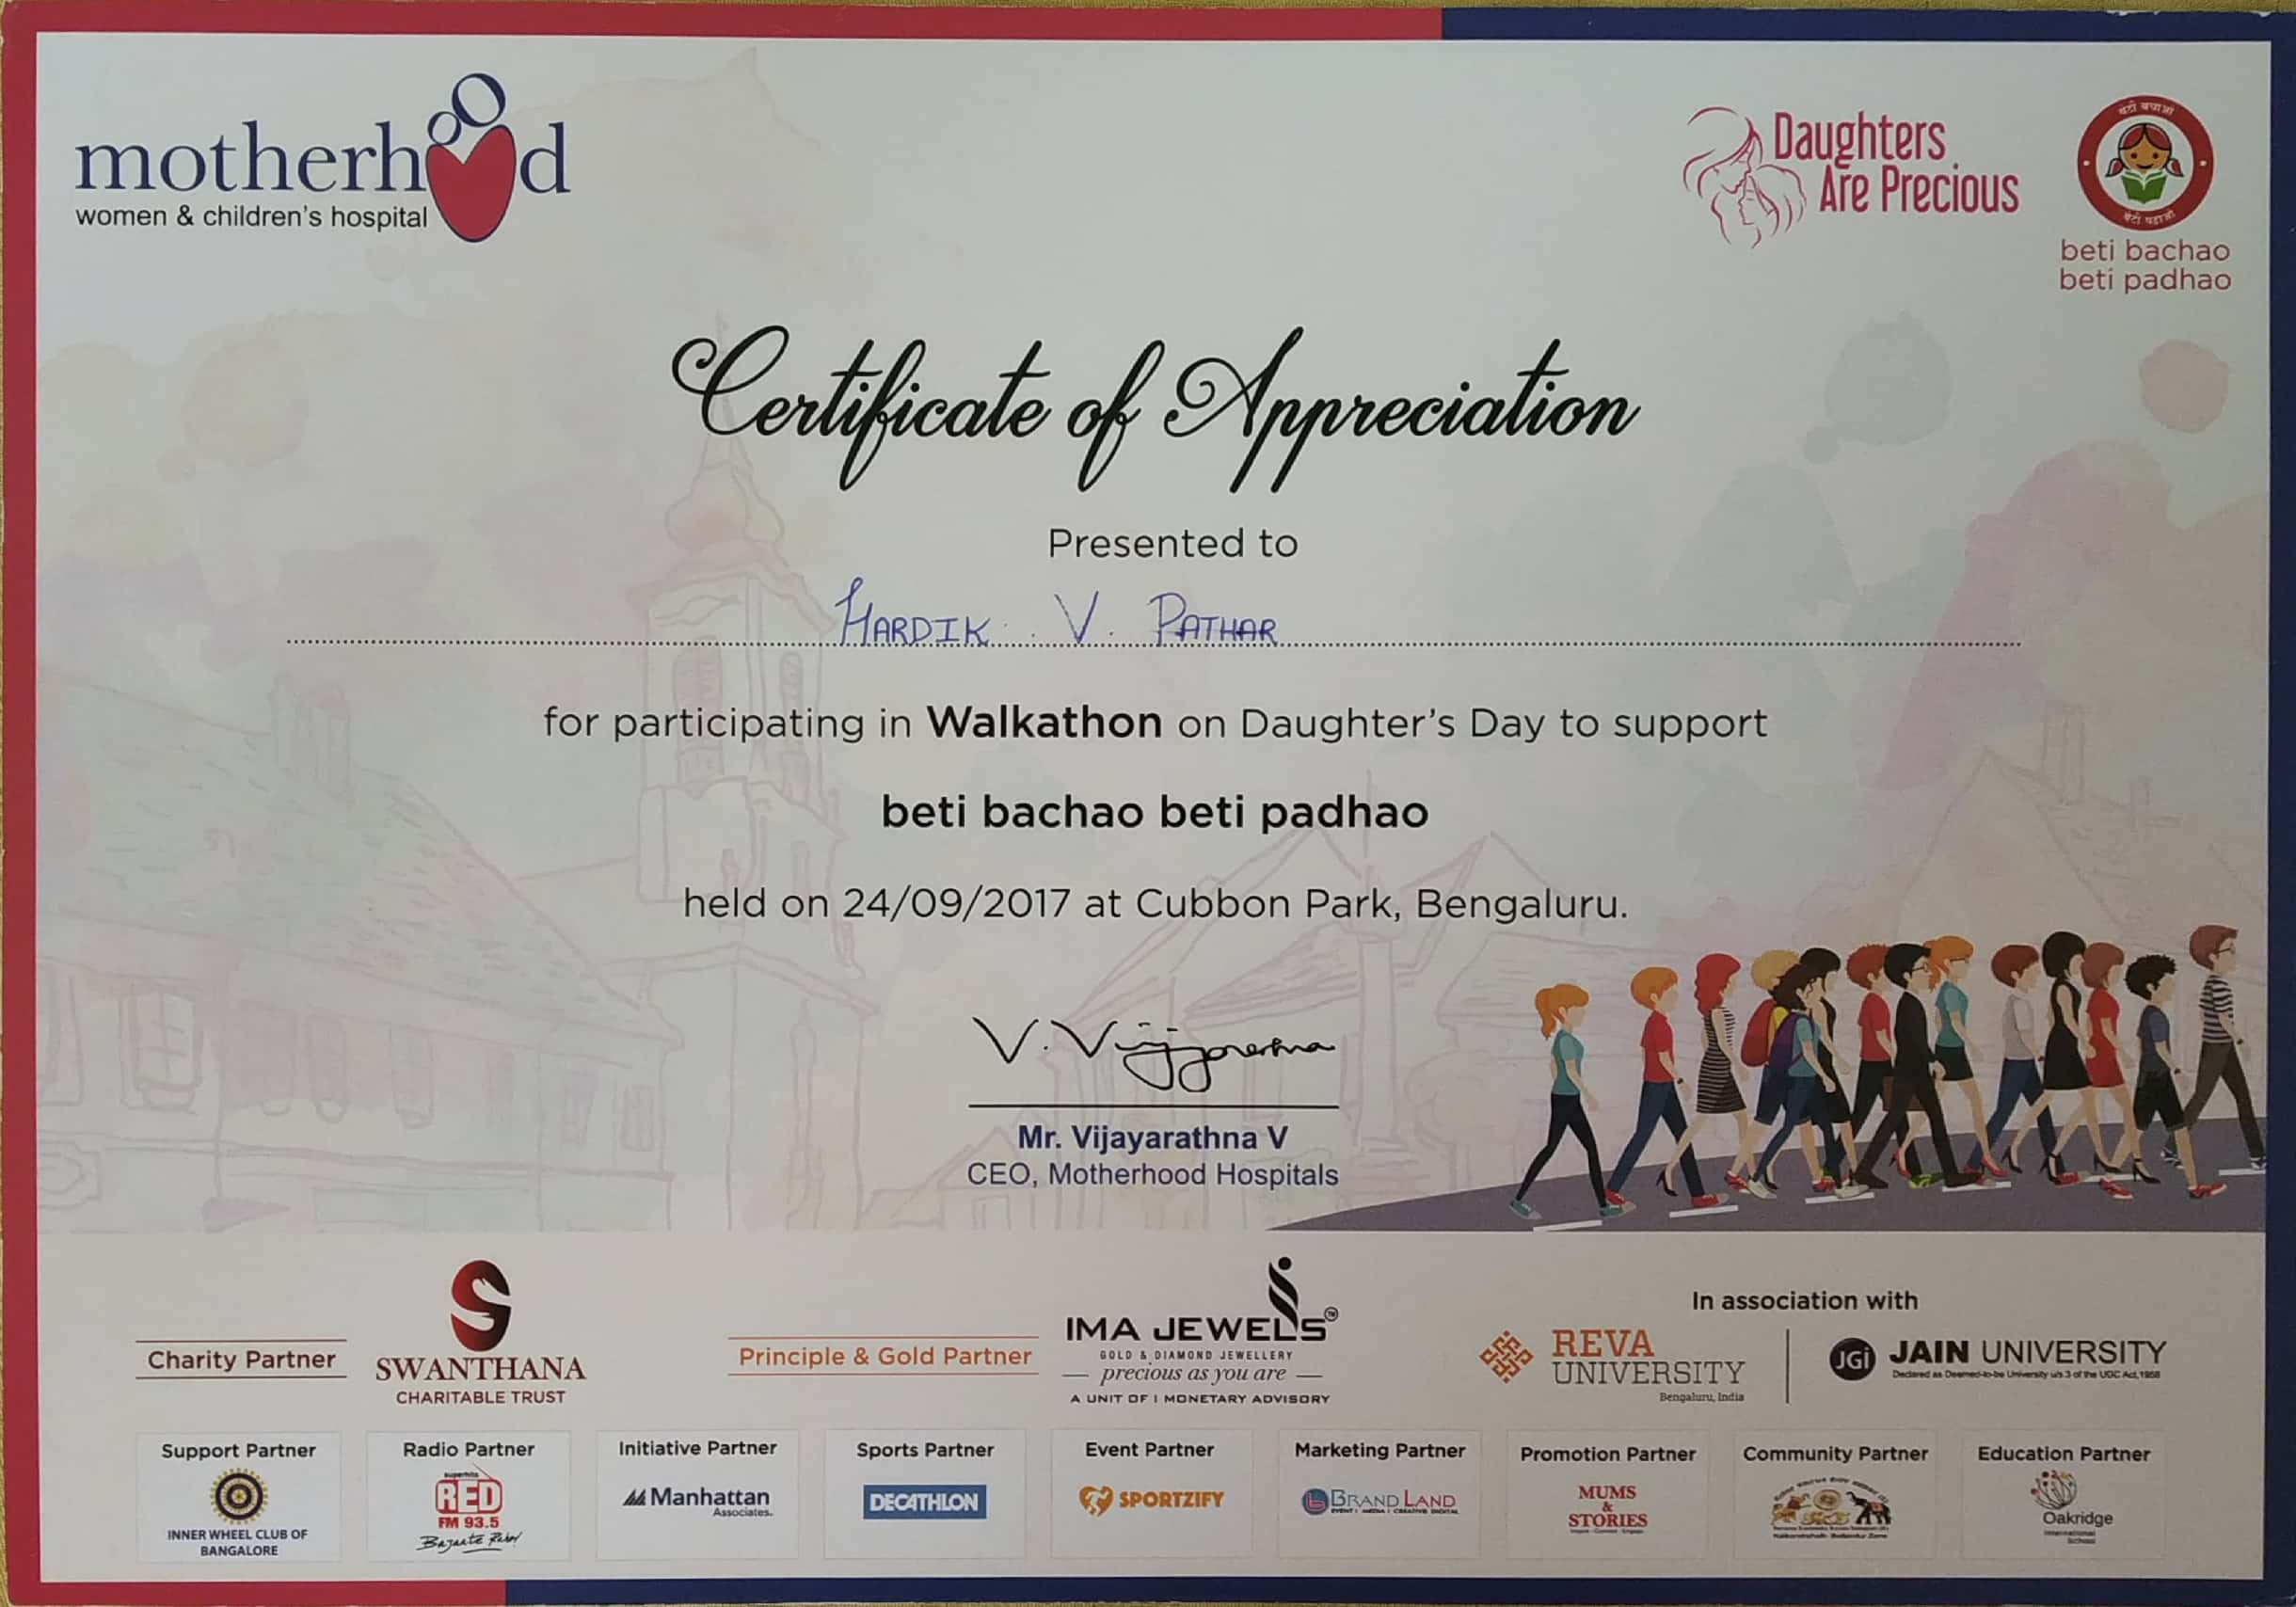 motherhood
women & children's hospital
Daughters
Are Precious
बेटी बचाओ
बेटी पढाओ
beti bachao
beti padhao
Certificate of Appreciation
Presented to
HARDIK V. PATHAR
for participating in Walkathon on Daughter's Day to support
beti bachao beti padhao
held on 24/09/2017 at Cubbon Park, Bengaluru.
V. Vijayarathna
Mr. Vijayarathna V
CEO, Motherhood Hospitals
Charity Partner
SWANTHANA
CHARITABLE TRUST
Principle & Gold Partner
IMA JEWELS
GOLD & DIAMOND JEWELLERY
precious as you are
A UNIT OF I MONETARY ADVISORY
In association with
REVA
UNIVERSITY
Bengaluru, India
JGi
JAIN UNIVERSITY
Declared as Deemed-to-be University u/s 3 of the UGC Act, 1956
Support Partner
INNER WHEEL CLUB OF
BANGALORE
Radio Partner
superhits
RED
FM 93.5
Bajaate Raho!
Initiative Partner
Manhattan
Associates.
Sports Partner
DECATHLON
Event Partner
SPORTZIFY
Marketing Partner
BRAND LAND
Promotion Partner
MUMS
&
STORIES
Community Partner
Education Partner
Oakridge
International
School